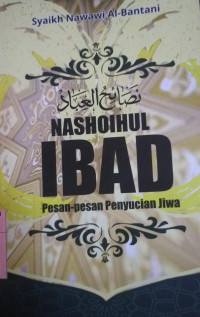 Syaikh Nawawi Al-Bantani
نصائح العباد
NASHOIHUL
IBAD
Pesan-pesan Penyucian Jiwa